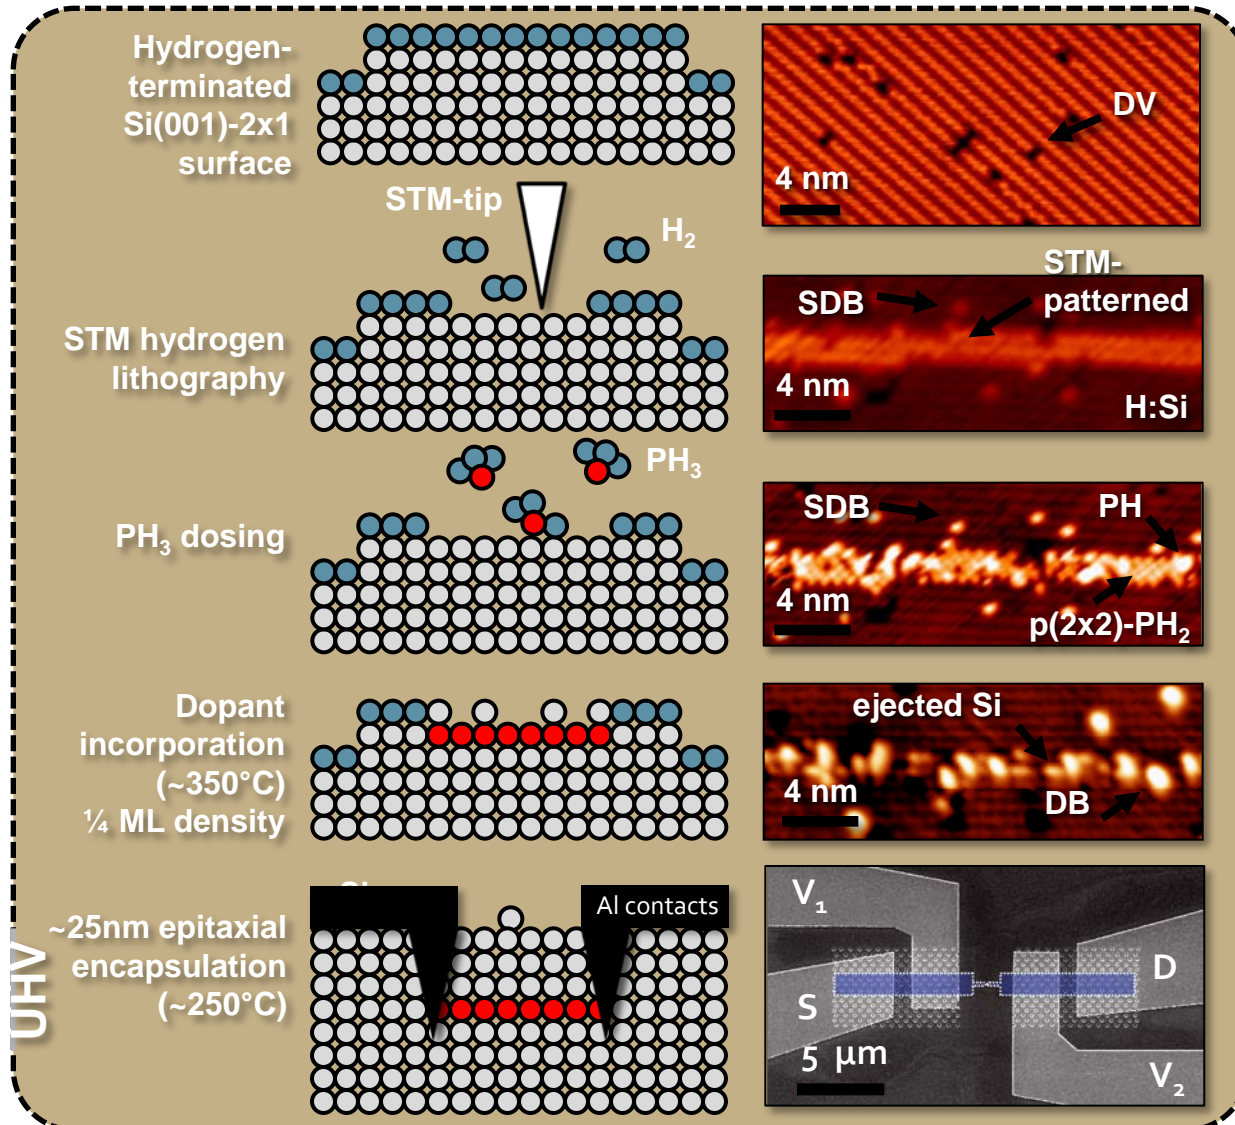 Hydrogen-
terminated
Si(001)-2x1
surface
DV
4 nm
STM-tip
H₂
STM hydrogen
lithography
SDB
STM-
patterned
4 nm
H:Si
PH₃
PH₃ dosing
SDB
PH
4 nm
p(2x2)-PH₂
Dopant
incorporation
(~350°C)
¼ ML density
ejected Si
4 nm
DB
UHV
~25nm epitaxial
encapsulation
(~250°C)
Al contacts
V₁
S
D
5 μm
V₂